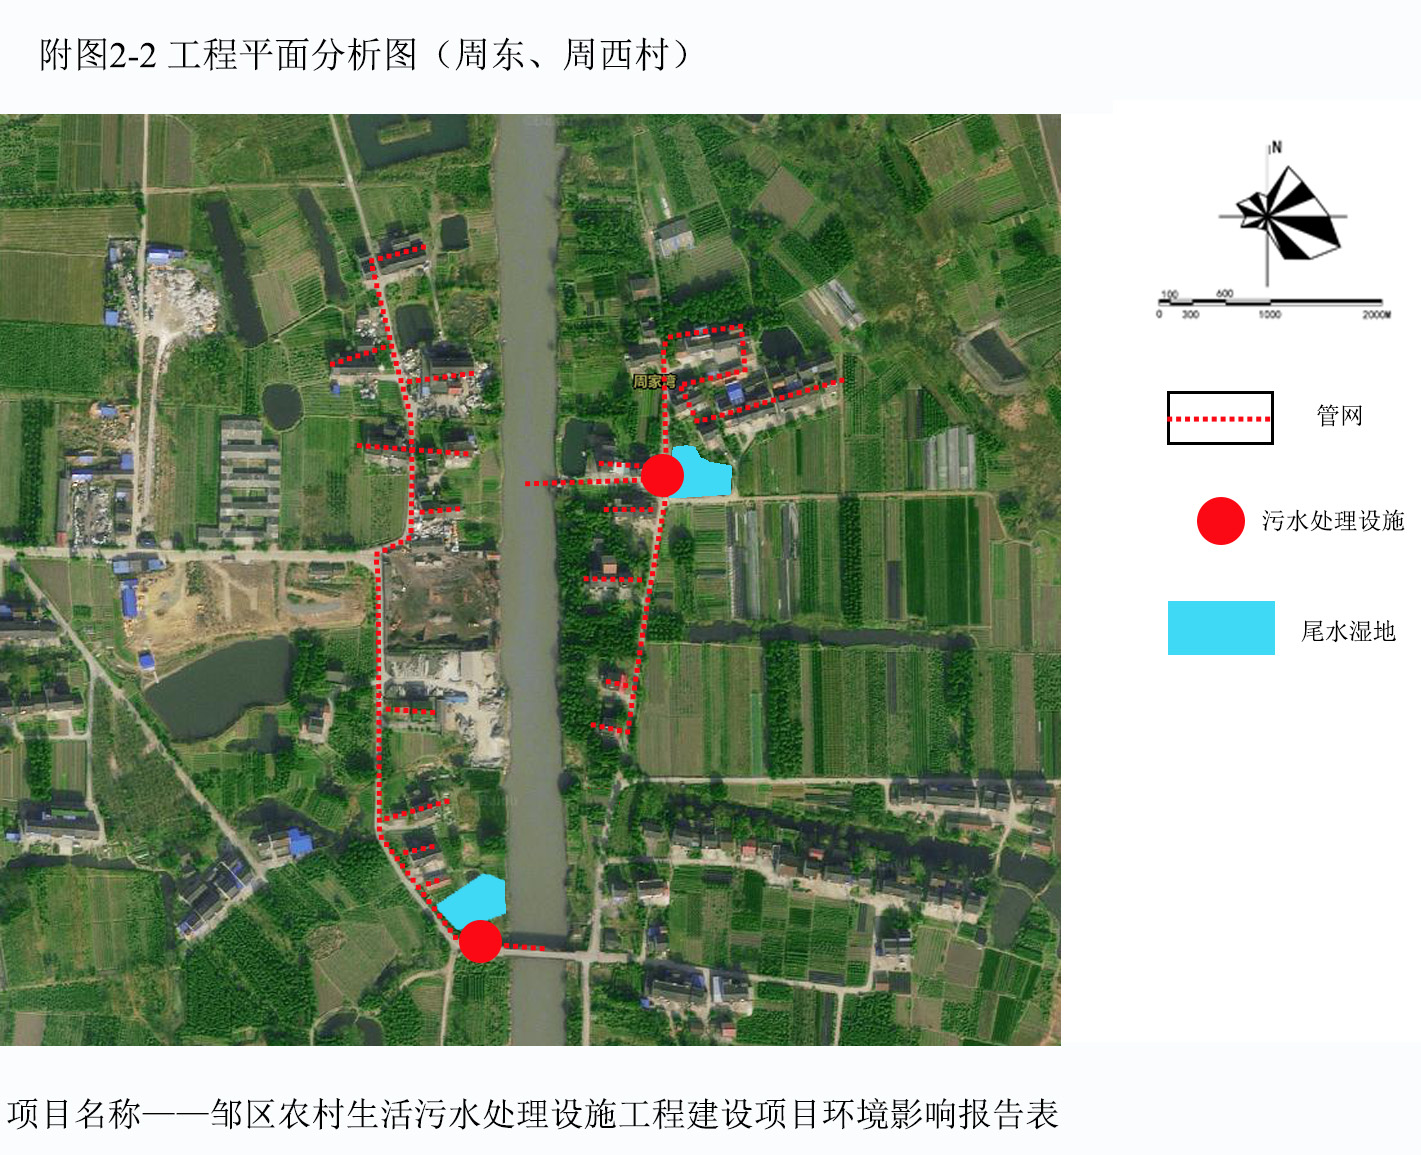 附图2-2 工程平面分析图（周东、周西村）
N
100 600
0 300 1000 2000M
管网
污水处理设施
尾水湿地
周家湾
项目名称——邹区农村生活污水处理设施工程建设项目环境影响报告表